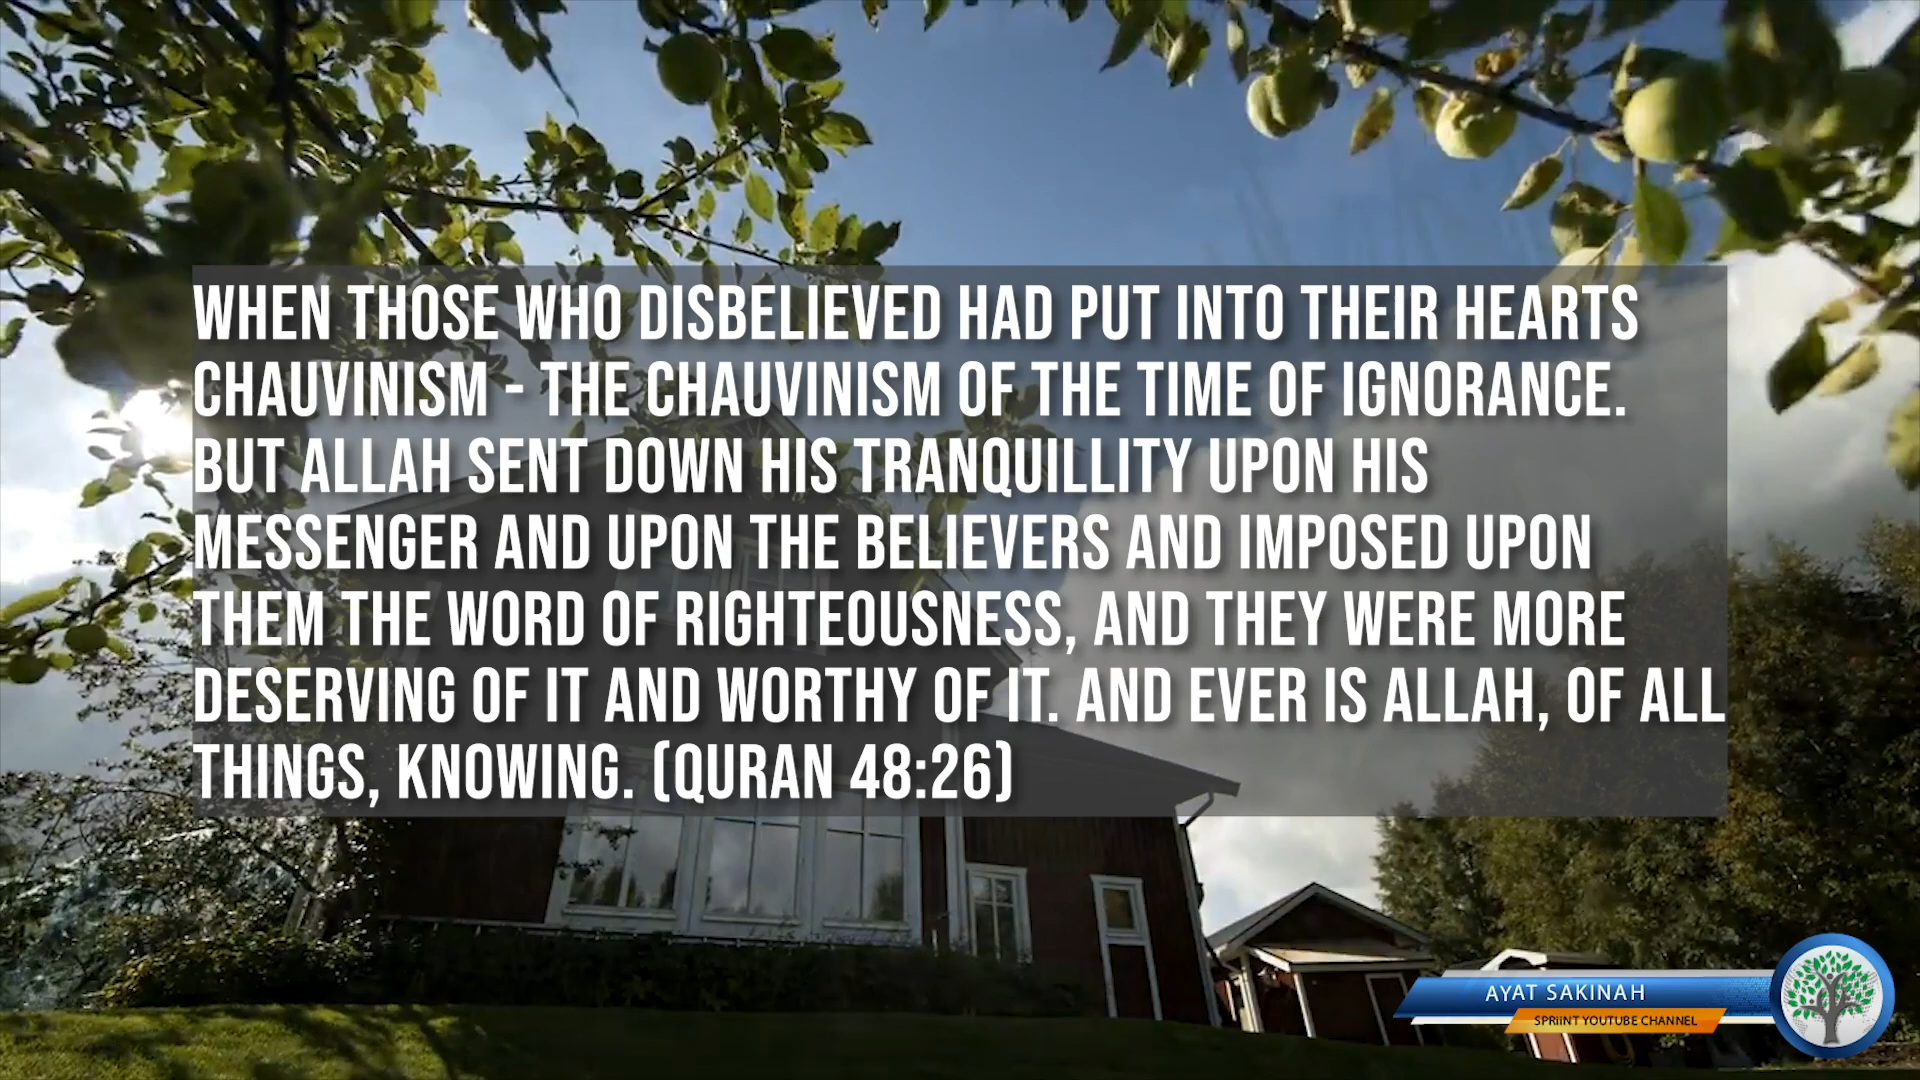 WHEN THOSE WHO DISBELIEVED HAD PUT INTO THEIR HEARTS
CHAUVINISM - THE CHAUVINISM OF THE TIME OF IGNORANCE.
BUT ALLAH SENT DOWN HIS TRANQUILLITY UPON HIS
MESSENGER AND UPON THE BELIEVERS AND IMPOSED UPON
THEM THE WORD OF RIGHTEOUSNESS, AND THEY WERE MORE
DESERVING OF IT AND WORTHY OF IT. AND EVER IS ALLAH, OF ALL
THINGS, KNOWING. (QURAN 48:26)
AYAT SAKINAH
SPRiiNT YOUTUBE CHANNEL